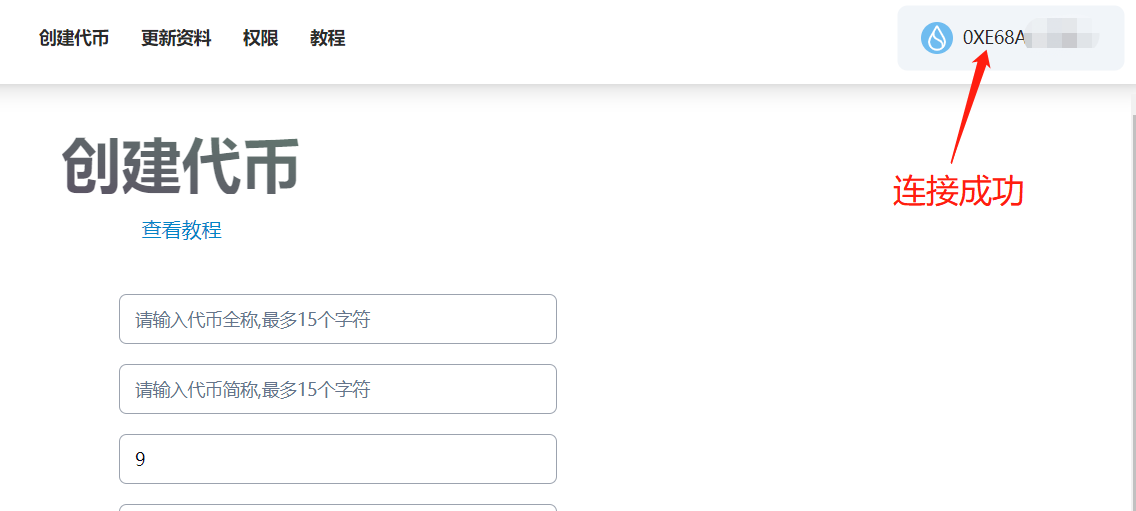 创建代币 更新资料 权限 教程 0XE68A
连接成功
创建代币
查看教程
请输入代币全称,最多15个字符
请输入代币简称,最多15个字符
9